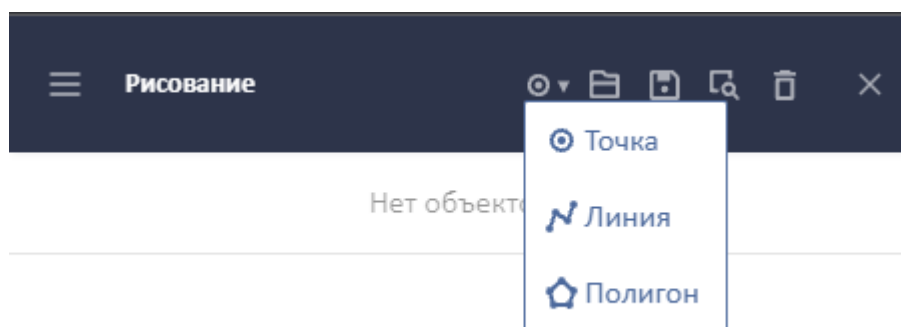 Рисование
Точка
Нет объекто
Линия
Полигон